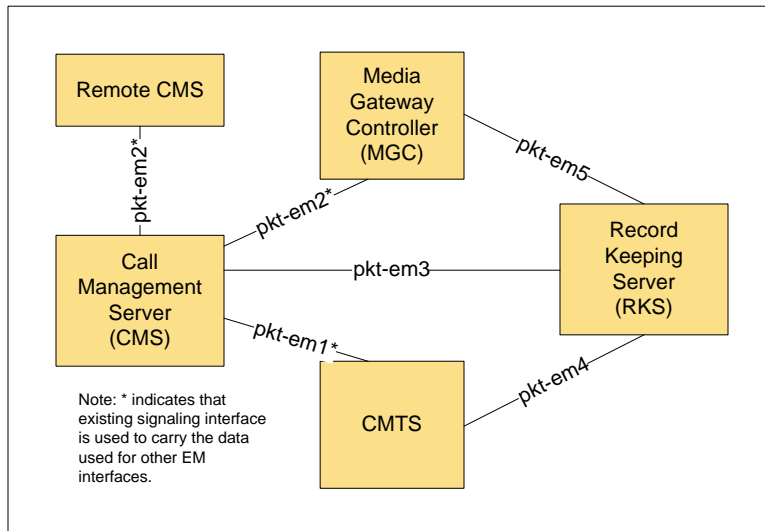 Remote CMS
Media
Gateway
Controller
(MGC)
pkt-em2*
pkt-em2*
pkt-em5
Call
Management
Server
(CMS)
pkt-em3
Record
Keeping
Server
(RKS)
pkt-em1*
CMTS
pkt-em4
Note: * indicates that
existing signaling interface
is used to carry the data
used for other EM
interfaces.